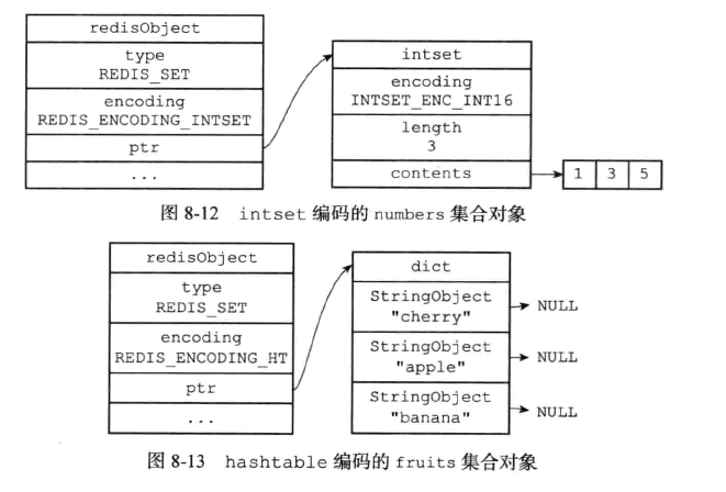 redisObject
type
REDIS_SET
encoding
REDIS_ENCODING_INTSET
ptr
...
intset
encoding
INTSET_ENC_INT16
length
3
contents
1 3 5
图 8-12 intset 编码的 numbers 集合对象
redisObject
type
REDIS_SET
encoding
REDIS_ENCODING_HT
ptr
...
dict
StringObject
"cherry"
NULL
StringObject
"apple"
NULL
StringObject
"banana"
NULL
图 8-13 hashtable 编码的 fruits 集合对象